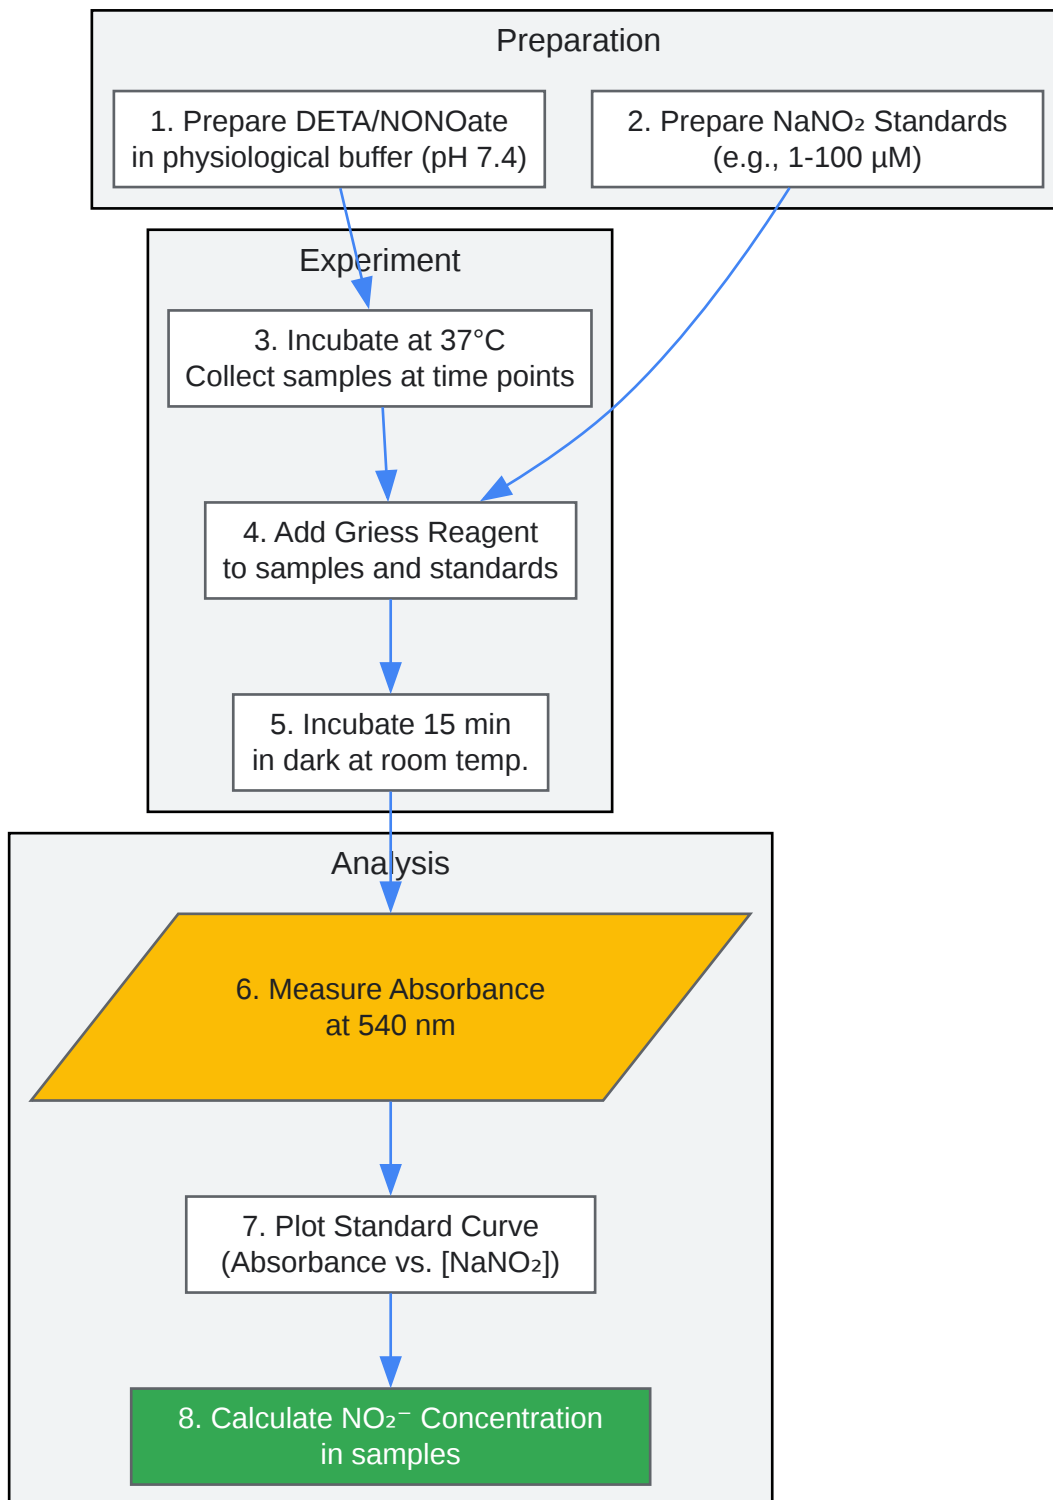 Preparation
1. Prepare DETA/NONOate
in physiological buffer (pH 7.4)
2. Prepare NaNO₂ Standards
(e.g., 1-100 µM)
Experiment
3. Incubate at 37°C
Collect samples at time points
4. Add Griess Reagent
to samples and standards
5. Incubate 15 min
in dark at room temp.
Analysis
6. Measure Absorbance
at 540 nm
7. Plot Standard Curve
(Absorbance vs. [NaNO₂])
8. Calculate NO₂⁻ Concentration
in samples